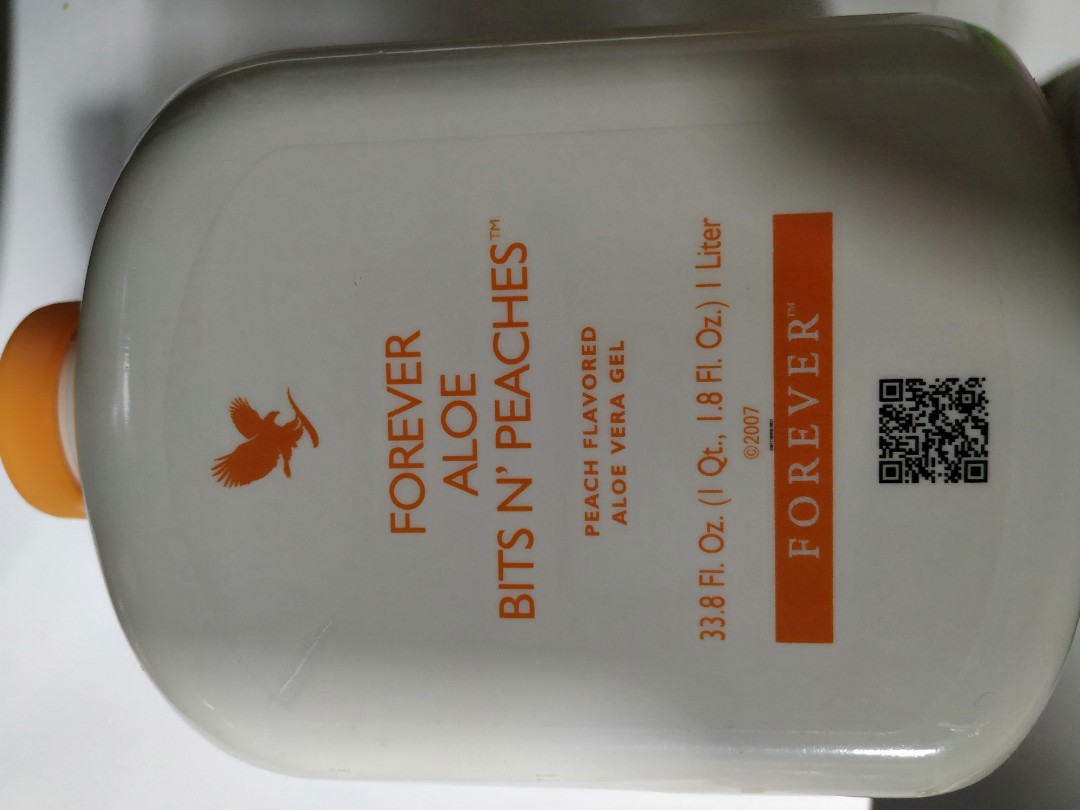 FOREVER
ALOE
BITS N' PEACHES™
PEACH FLAVORED
ALOE VERA GEL
33.8 Fl. Oz. (1 Qt., 1.8 Fl. Oz.) 1 Liter
©2007
FOREVER™